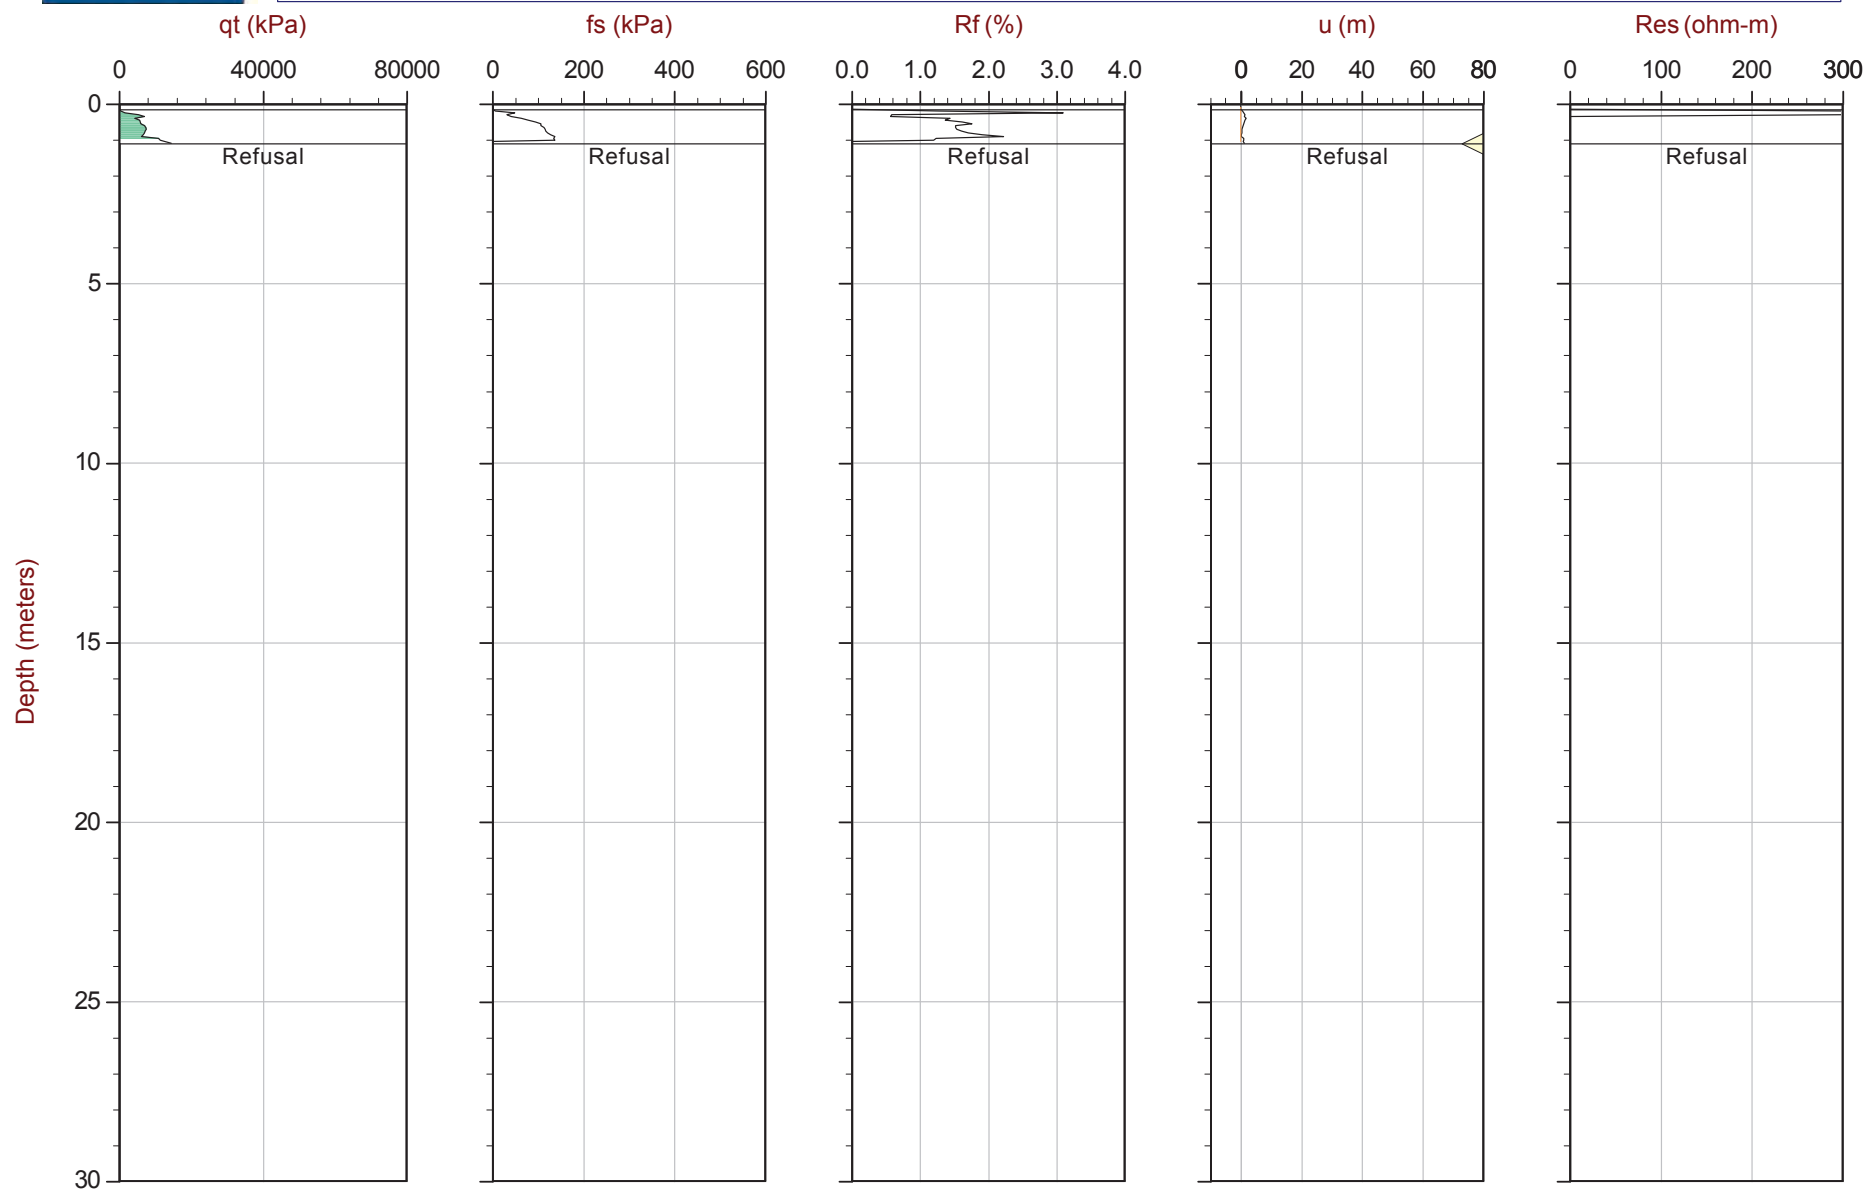 qt (kPa) fs (kPa) Rf (%) u (m) Res (ohm-m)
0 40000 80000 0 200 400 600 0.0 1.0 2.0 3.0 4.0 0 20 40 60 80 0 100 200 300
0
Refusal Refusal Refusal Refusal Refusal
5
10
15
Depth (meters)
20
25
30